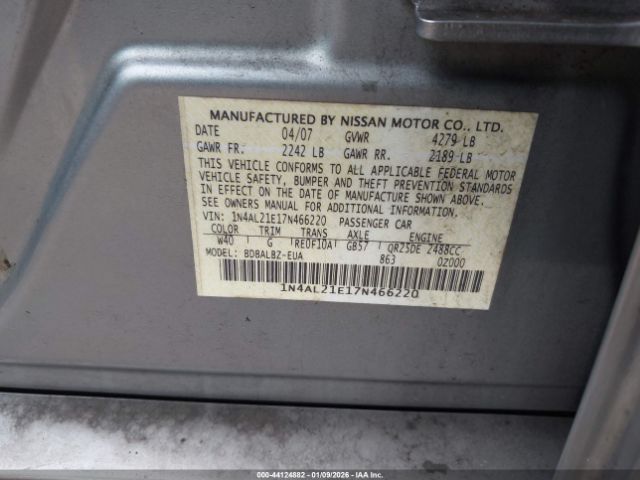 MANUFACTURED BY NISSAN MOTOR CO., LTD.
DATE 04/07 GVWR 4279 LB
GAWR FR. 2242 LB GAWR RR. 2189 LB
THIS VEHICLE CONFORMS TO ALL APPLICABLE FEDERAL MOTOR
VEHICLE SAFETY, BUMPER AND THEFT PREVENTION STANDARDS
IN EFFECT ON THE DATE OF MANUFACTURE SHOWN ABOVE.
SEE OWNERS MANUAL FOR ADDITIONAL INFORMATION.
VIN: 1N4AL21E17N466220 PASSENGER CAR
COLOR TRIM TRANS AXLE ENGINE
W40 G RE0F10A GB57 QR25DE 2488CC
MODEL: BDBALBZ-EUA 863 0Z000
1N4AL21E17N466220
000-44124882 | 01/09/2026 - IAA, Inc.